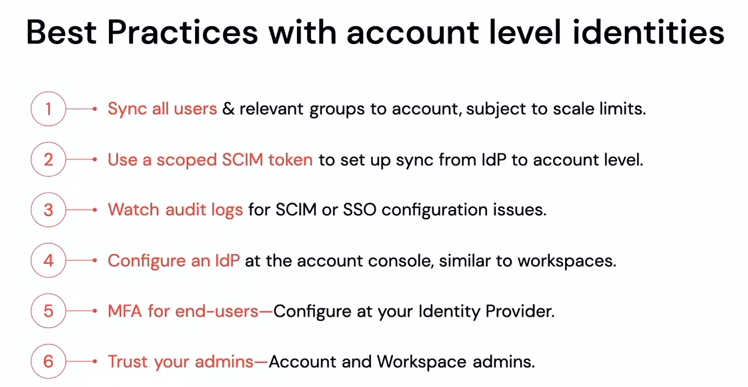 Best Practices with account level identities
1 Sync all users & relevant groups to account, subject to scale limits.
2 Use a scoped SCIM token to set up sync from IdP to account level.
3 Watch audit logs for SCIM or SSO configuration issues.
4 Configure an IdP at the account console, similar to workspaces.
5 MFA for end-users—Configure at your Identity Provider.
6 Trust your admins—Account and Workspace admins.